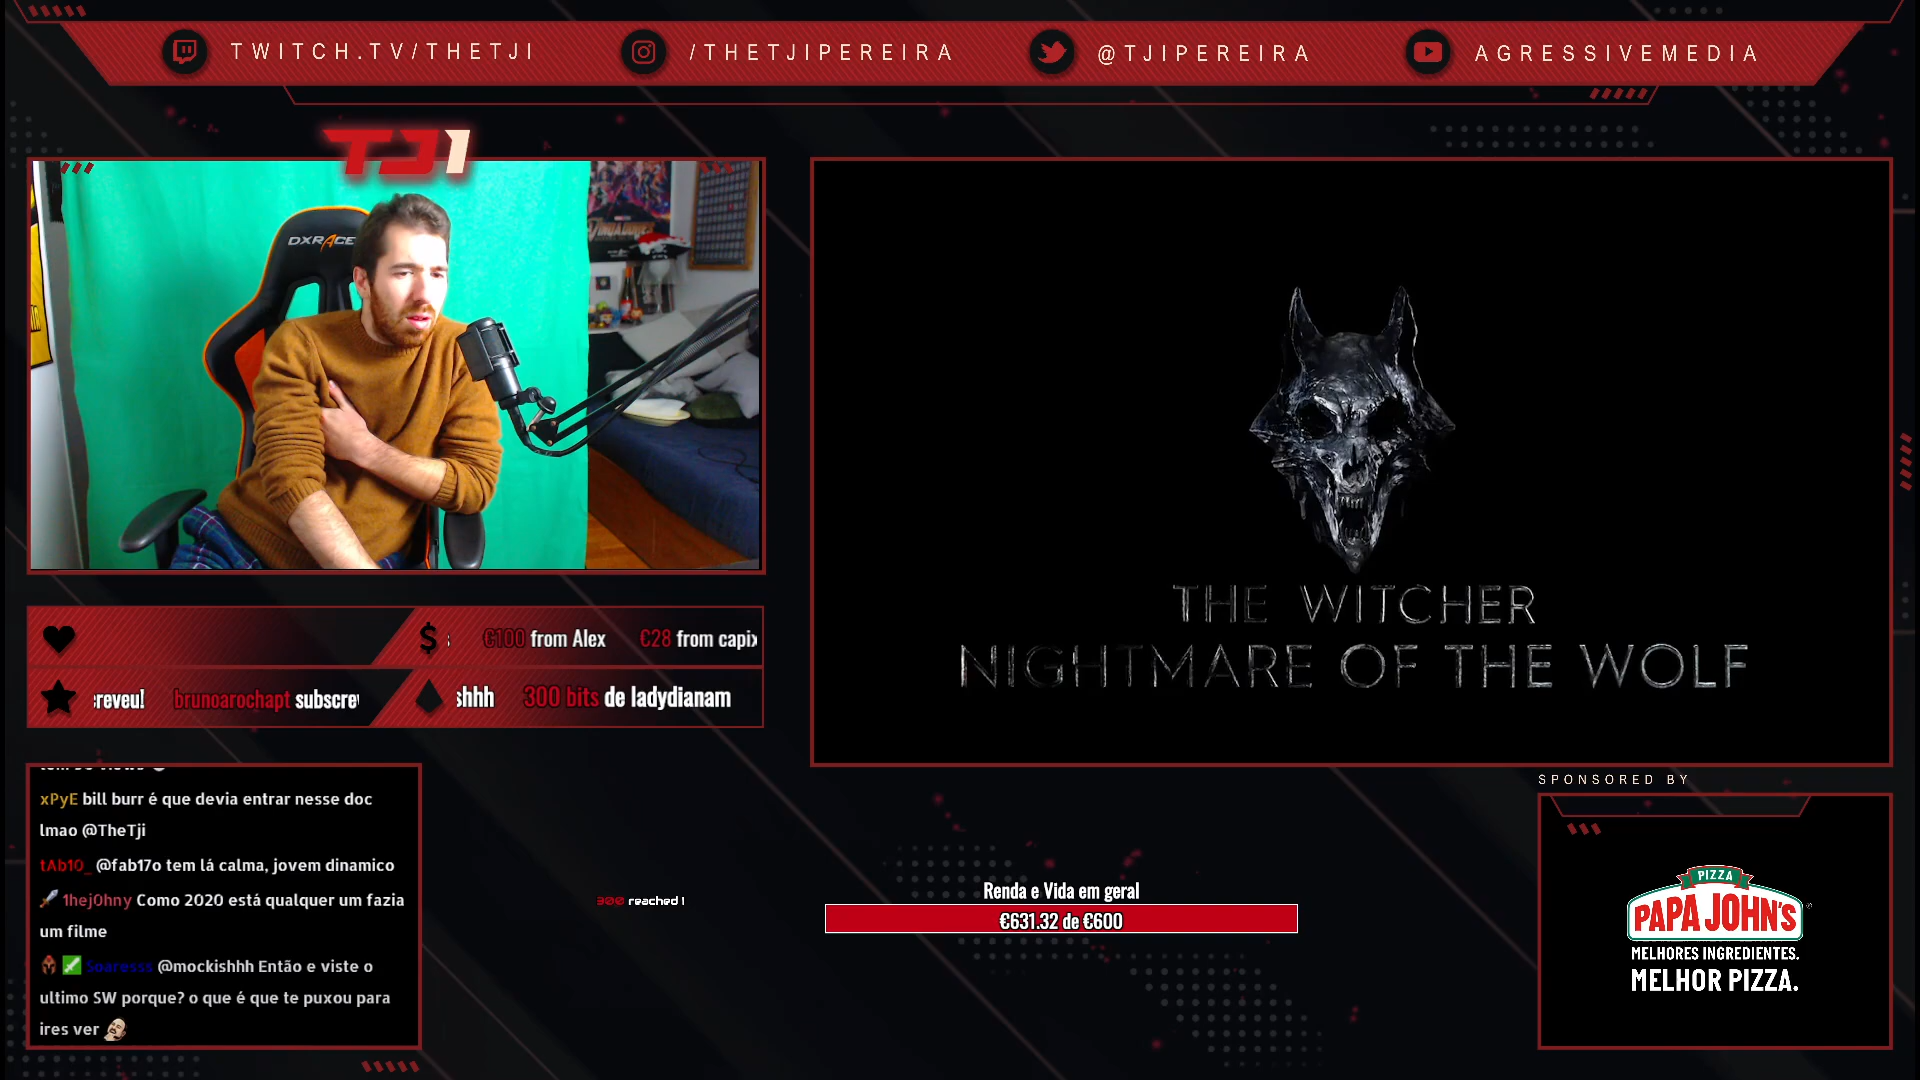 TWITCH.TV/THETJI
/THETJIPEREIRA
@TJIPEREIRA
AGRESSIVEMEDIA
TJI
DXRACE
THE WITCHER
NIGHTMARE OF THE WOLF
€100 from Alex €28 from capix
creveu! brunoarochapt subscrev
shhh 300 bits de ladydianam
xPyE bill burr é que devia entrar nesse doc
lmao @TheTji
tAb10_ @fab17o tem lá calma, jovem dinamico
1hej0hny Como 2020 está qualquer um fazia
um filme
Soaresss @mockishhh Então e viste o
ultimo SW porque? o que é que te puxou para
ires ver
300 reached!
Renda e Vida em geral
€631.32 de €600
SPONSORED BY
PIZZA
PAPA JOHN'S
MELHORES INGREDIENTES.
MELHOR PIZZA.